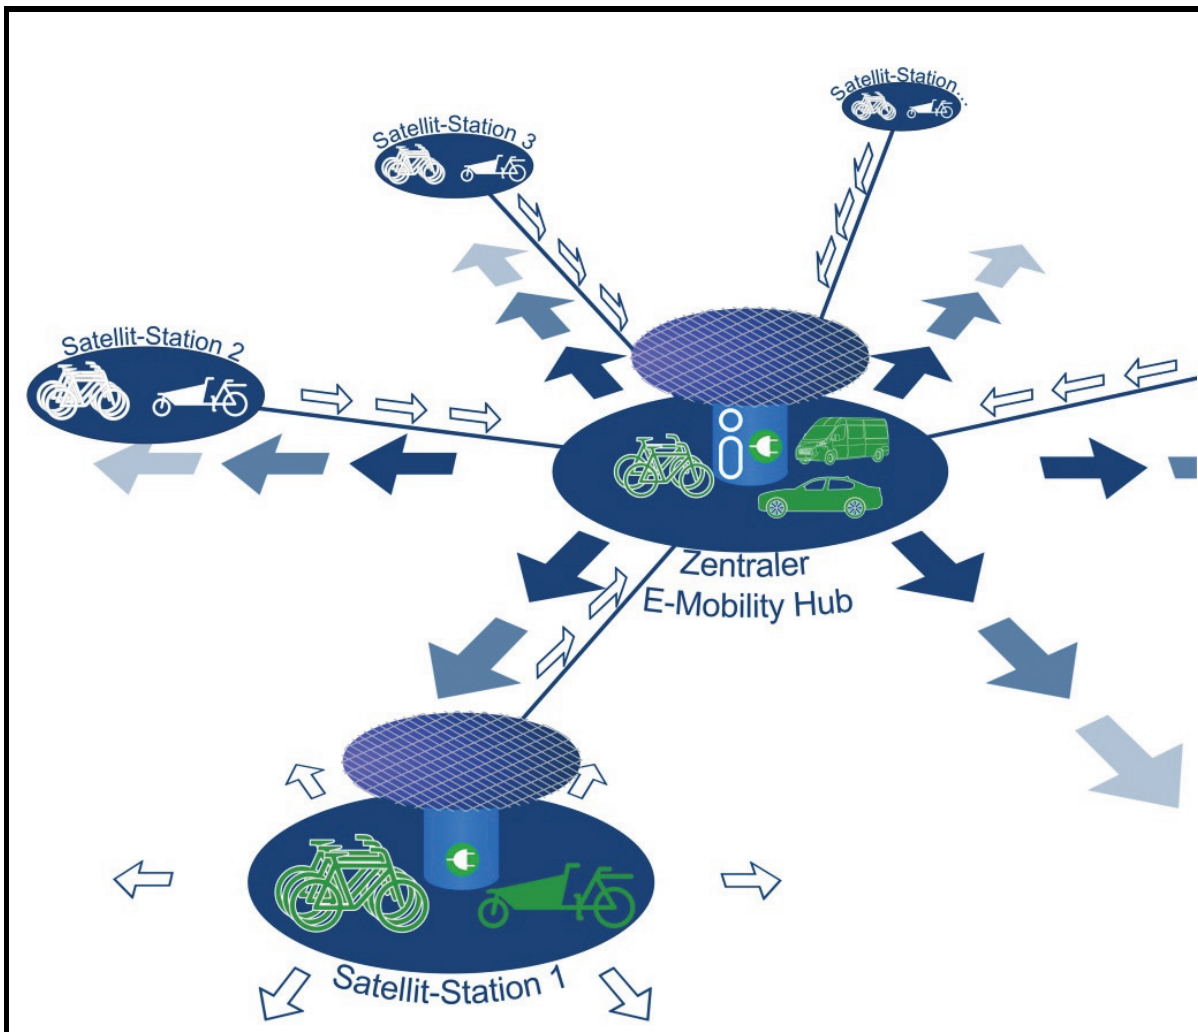 Satellit-Station...
Satellit-Station 3
Satellit-Station 2
Zentraler
E-Mobility Hub
Satellit-Station 1